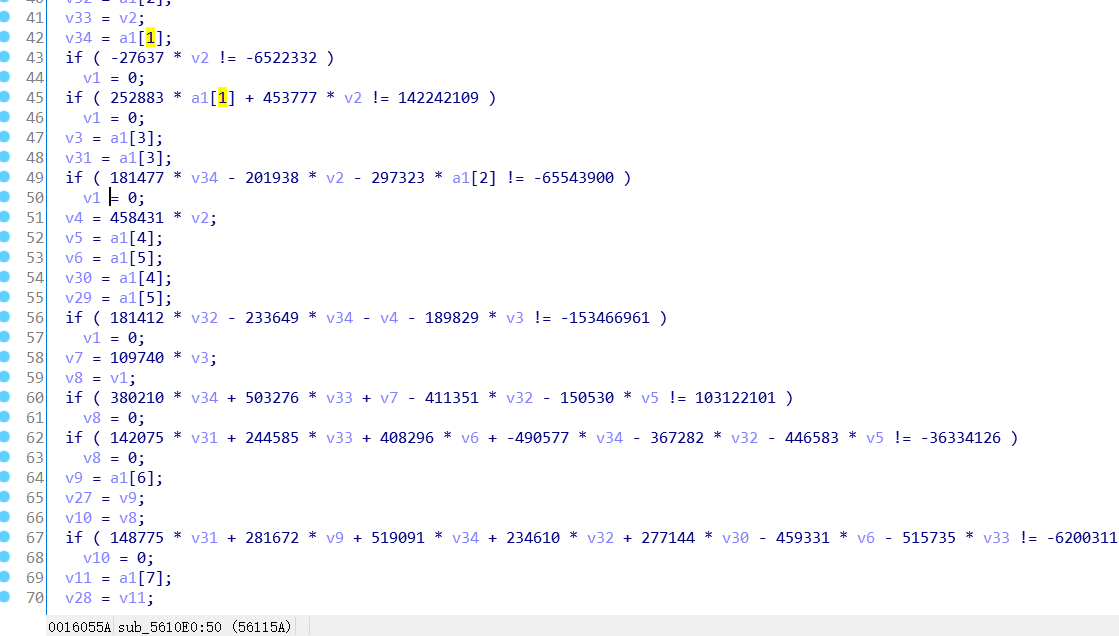 40 v32 = a1[2];
41 v33 = v2;
42 v34 = a1[1];
43 if ( -27637 * v2 != -6522332 )
44 v1 = 0;
45 if ( 252883 * a1[1] + 453777 * v2 != 142242109 )
46 v1 = 0;
47 v3 = a1[3];
48 v31 = a1[3];
49 if ( 181477 * v34 - 201938 * v2 - 297323 * a1[2] != -65543900 )
50 v1 = 0;
51 v4 = 458431 * v2;
52 v5 = a1[4];
53 v6 = a1[5];
54 v30 = a1[4];
55 v29 = a1[5];
56 if ( 181412 * v32 - 233649 * v34 - v4 - 189829 * v3 != -153466961 )
57 v1 = 0;
58 v7 = 109740 * v3;
59 v8 = v1;
60 if ( 380210 * v34 + 503276 * v33 + v7 - 411351 * v32 - 150530 * v5 != 103122101 )
61 v8 = 0;
62 if ( 142075 * v31 + 244585 * v33 + 408296 * v6 + -490577 * v34 - 367282 * v32 - 446583 * v5 != -36334126 )
63 v8 = 0;
64 v9 = a1[6];
65 v27 = v9;
66 v10 = v8;
67 if ( 148775 * v31 + 281672 * v9 + 519091 * v34 + 234610 * v32 + 277144 * v30 - 459331 * v6 - 515735 * v33 != -6200311
68 v10 = 0;
69 v11 = a1[7];
70 v28 = v11;
0016055A sub_5610E0:50 (56115A)